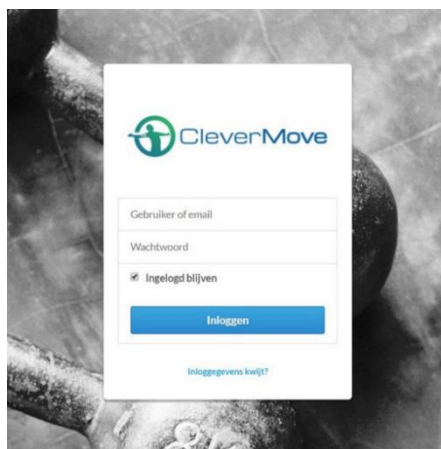 CleverMove
Gebruiker of email
Wachtwoord
Ingelogd blijven
Inloggen
Inloggegevens kwijt?